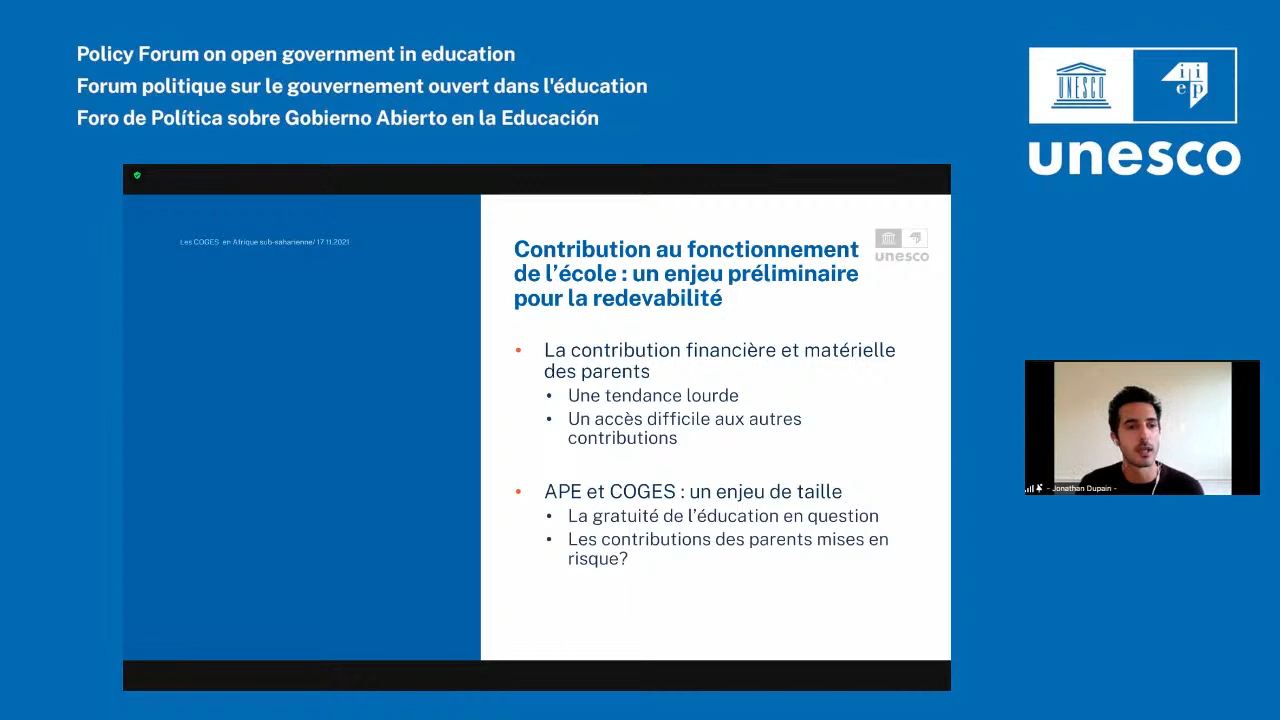 Policy Forum on open government in education
Forum politique sur le gouvernement ouvert dans l'éducation
Foro de Política sobre Gobierno Abierto en la Educación
UNESCO
i i
e p
unesco
Les COGES en Afrique sub-saharienne/ 17.11.2021
Contribution au fonctionnement
de l’école : un enjeu préliminaire
pour la redevabilité
unesco
• La contribution financière et matérielle
des parents
• Une tendance lourde
• Un accès difficile aux autres
contributions
• APE et COGES : un enjeu de taille
• La gratuité de l’éducation en question
• Les contributions des parents mises en
risque?
- Jonathan Dupain -